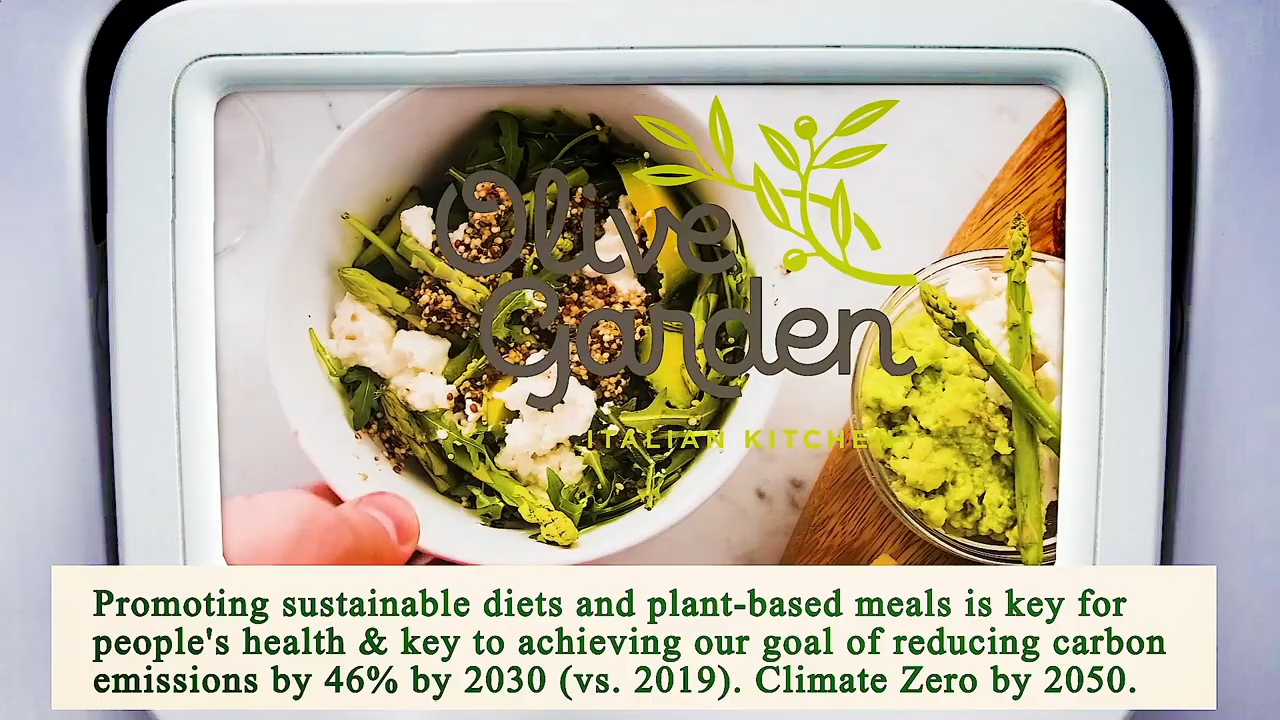 Olive
Garden
ITALIAN KITCHEN
Promoting sustainable diets and plant-based meals is key for
people's health & key to achieving our goal of reducing carbon
emissions by 46% by 2030 (vs. 2019). Climate Zero by 2050.